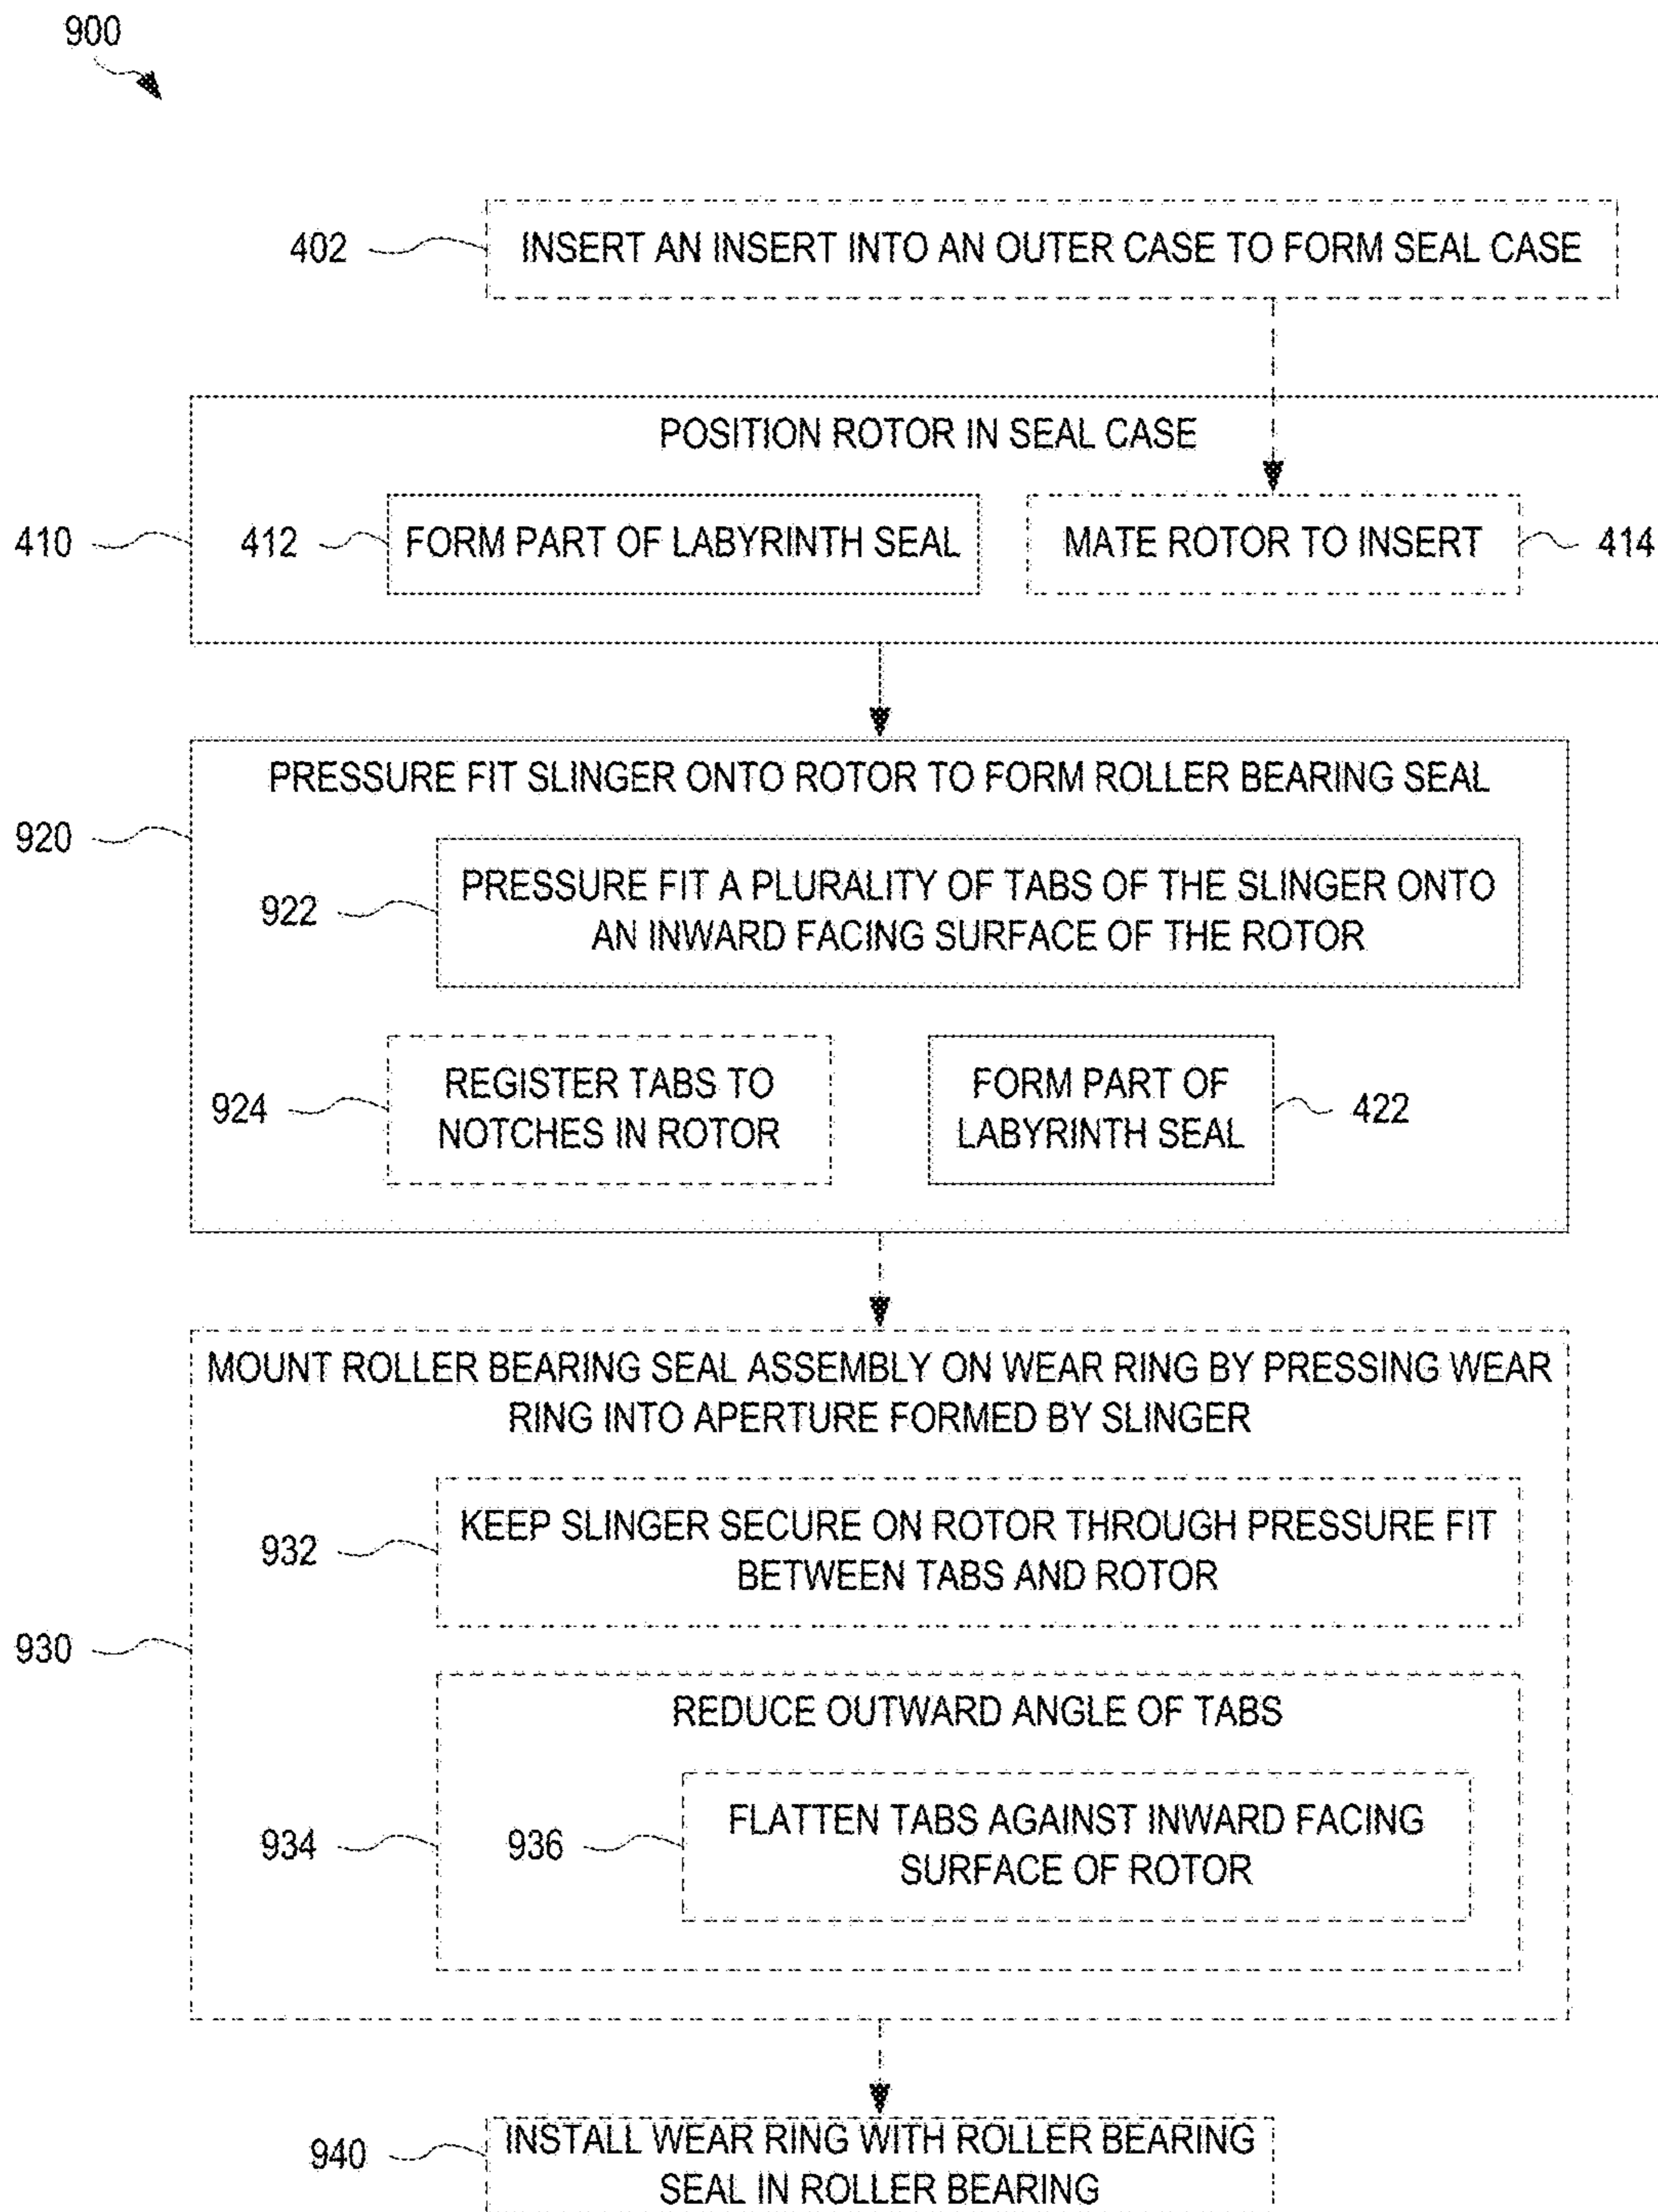 900
402
INSERT AN INSERT INTO AN OUTER CASE TO FORM SEAL CASE
POSITION ROTOR IN SEAL CASE
410
412
FORM PART OF LABYRINTH SEAL
MATE ROTOR TO INSERT
414
PRESSURE FIT SLINGER ONTO ROTOR TO FORM ROLLER BEARING SEAL
920
922
PRESSURE FIT A PLURALITY OF TABS OF THE SLINGER ONTO
AN INWARD FACING SURFACE OF THE ROTOR
924
REGISTER TABS TO
NOTCHES IN ROTOR
FORM PART OF
LABYRINTH SEAL
422
MOUNT ROLLER BEARING SEAL ASSEMBLY ON WEAR RING BY PRESSING WEAR
RING INTO APERTURE FORMED BY SLINGER
932
KEEP SLINGER SECURE ON ROTOR THROUGH PRESSURE FIT
BETWEEN TABS AND ROTOR
930
REDUCE OUTWARD ANGLE OF TABS
934
936
FLATTEN TABS AGAINST INWARD FACING
SURFACE OF ROTOR
940
INSTALL WEAR RING WITH ROLLER BEARING
SEAL IN ROLLER BEARING